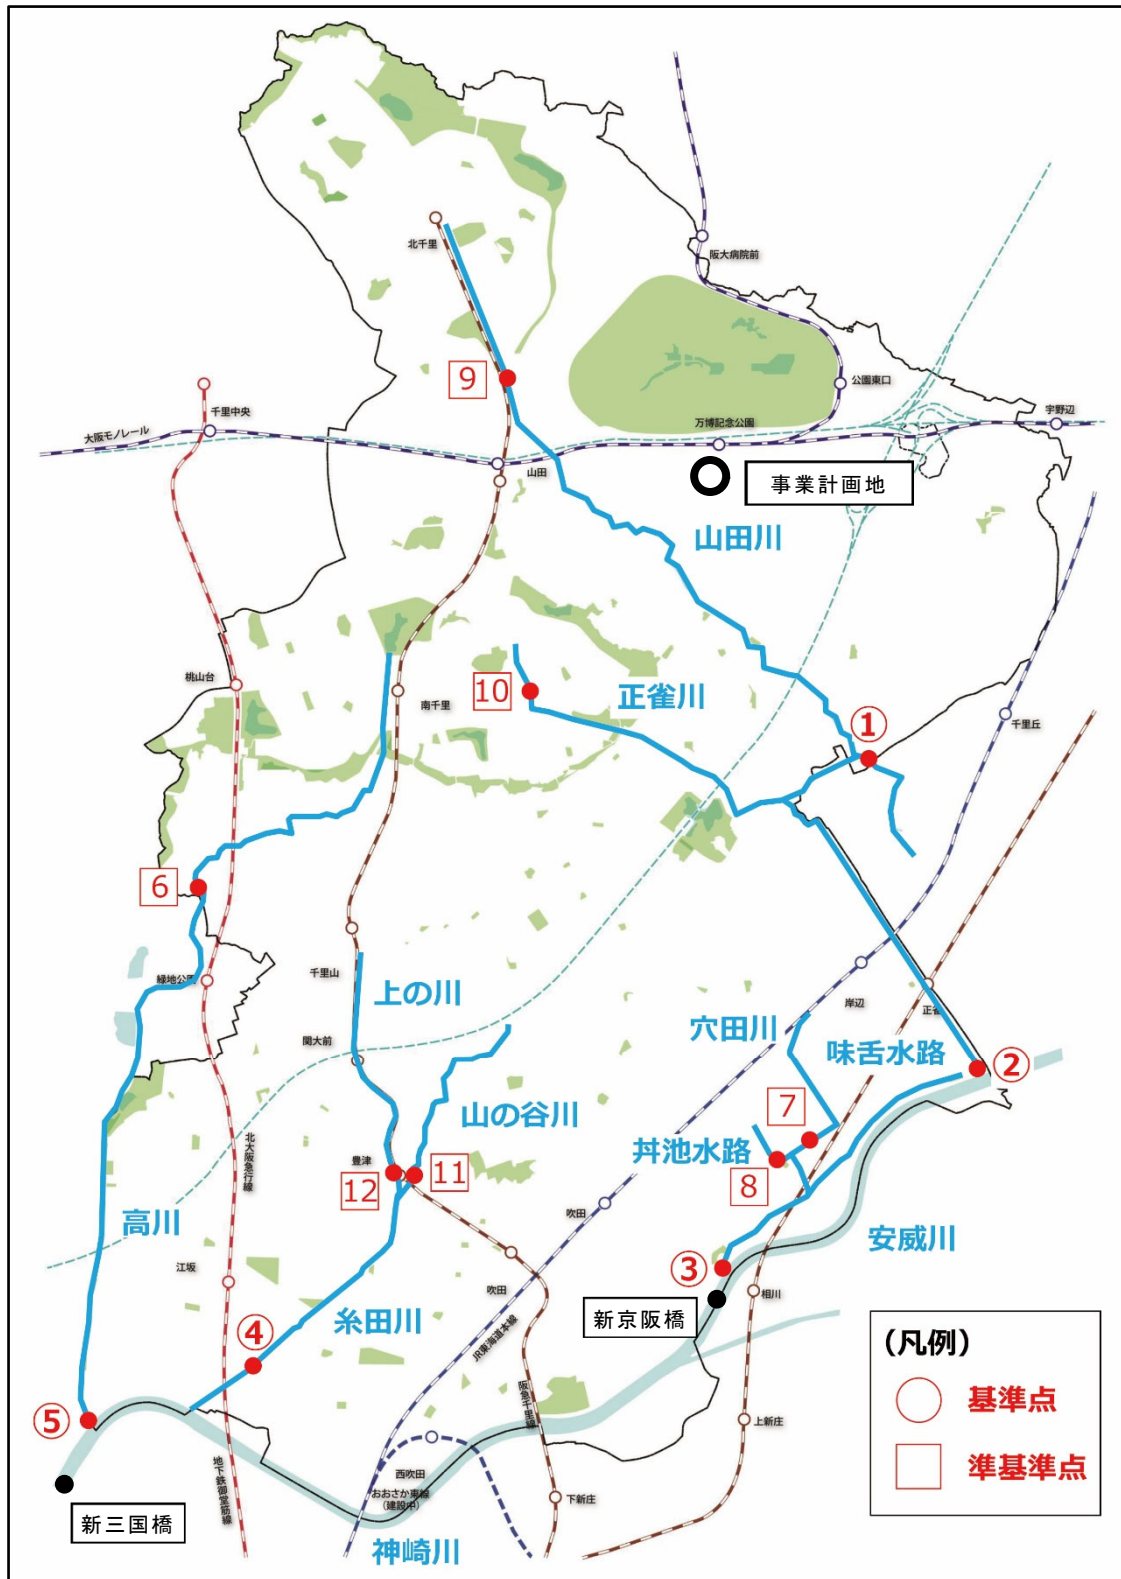 北千里
阪大病院前
9
公園東口
千里中央
大阪モノレール
万博記念公園
宇野辺
山田
事業計画地
山田川
桃山台
南千里
10
正雀川
千里丘
①
6
緑地公園
千里山
上の川
関大前
穴田川
岸辺
正雀
味舌水路
②
山の谷川
7
北大阪急行線
豊津
12
11
丼池水路
8
高川
吹田
安威川
江坂
吹田
③
相川
新京阪橋
糸田川
④
JR東海道本線
(凡例)
基準点
準基準点
⑤
阪急千里線
上新庄
地下鉄御堂筋線
西吹田
おおさか東線
(建設中)
下新庄
新三国橋
神崎川